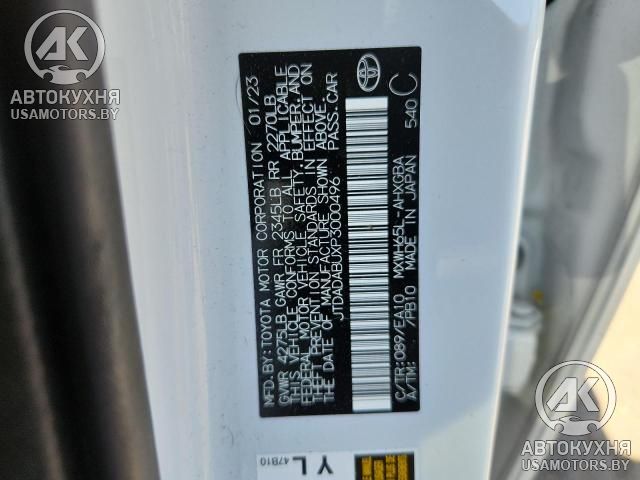 AK
АВТОКУХНЯ
USAMOTORS.BY
MFD.BY:TOYOTA MOTOR CORPORATION 01/23
GVWR 4275LB GAWR FR 2345LB RR 2270LB
THIS VEHICLE CONFORMS TO ALL APPLICABLE
FEDERAL MOTOR VEHICLE SAFETY, BUMPER, AND
THEFT PREVENTION STANDARDS IN EFFECT ON
THE DATE OF MANUFACTURE SHOWN ABOVE.
JTDADABUXP3000496 PASS.CAR
C/TR:089/EA10 MXWH65L-AHXGBA
A/TM: /PB10 MADE IN JAPAN 540 C
YL
47B10
AK
АВТОКУХНЯ
USAMOTORS.BY